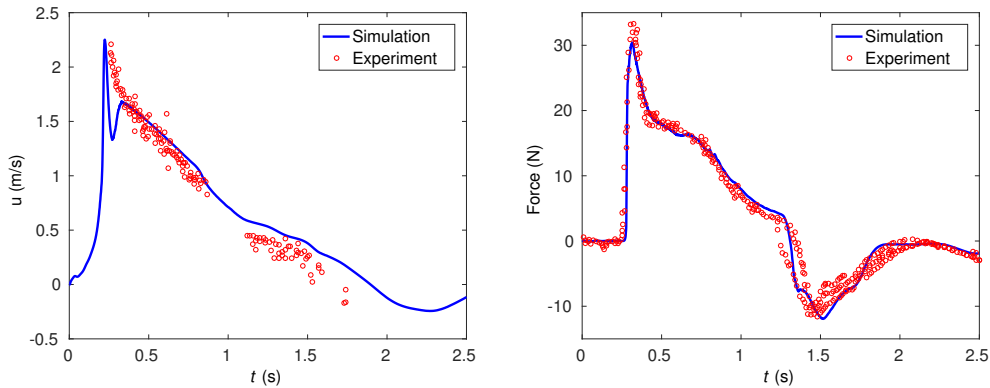 2.5
2
1.5
1
0.5
0
-0.5
u (m/s)
0 0.5 1 1.5 2 2.5
t (s)
Simulation
Experiment
30
20
10
0
-10
Force (N)
0 0.5 1 1.5 2 2.5
t (s)
Simulation
Experiment